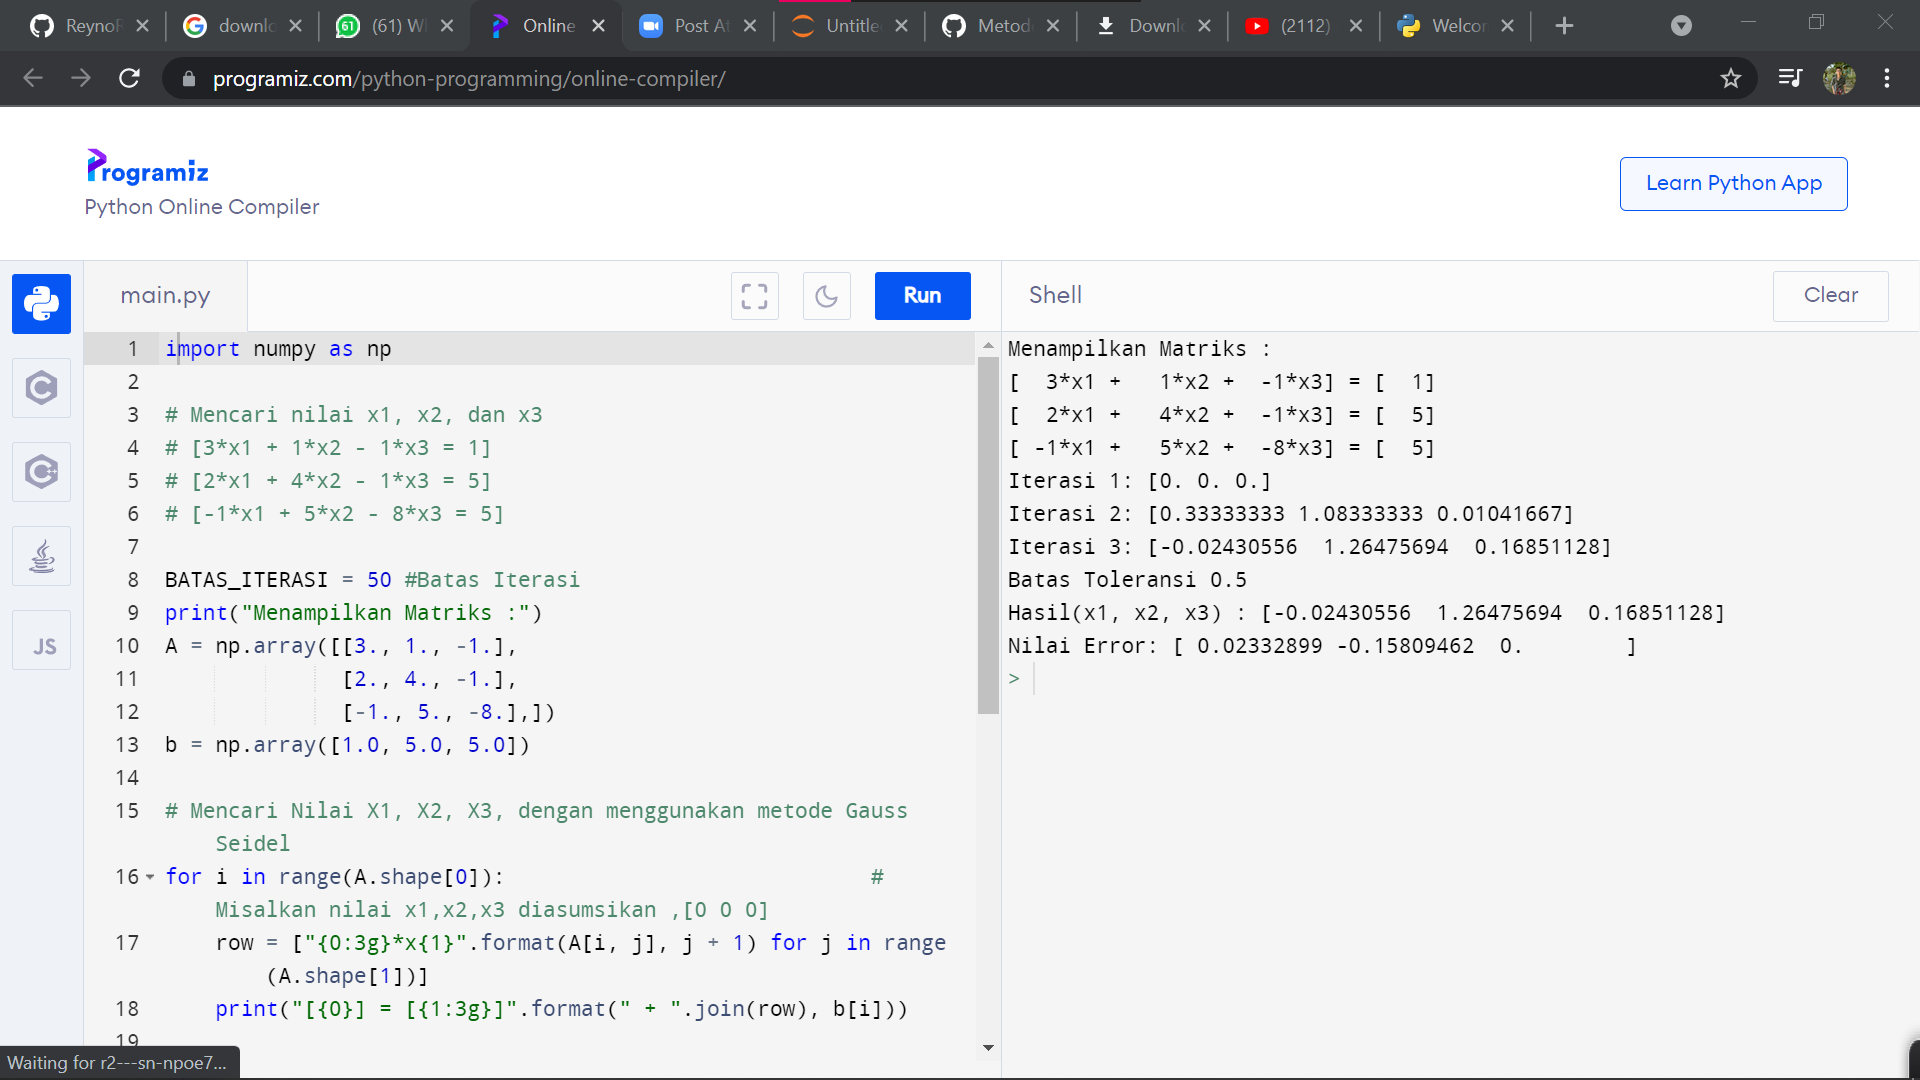 ReynoR
downlo
(61) W
Online
Post At
Untitle
Metod
Downl
(2112)
Welcor
programiz.com/python-programming/online-compiler/
Programiz
Python Online Compiler
Learn Python App
main.py
Run
Shell
Clear
1 import numpy as np
2
3 # Mencari nilai x1, x2, dan x3
4 # [3*x1 + 1*x2 - 1*x3 = 1]
5 # [2*x1 + 4*x2 - 1*x3 = 5]
6 # [-1*x1 + 5*x2 - 8*x3 = 5]
7
8 BATAS_ITERASI = 50 #Batas Iterasi
9 print("Menampilkan Matriks :")
10 A = np.array([[3., 1., -1.],
11 [2., 4., -1.],
12 [-1., 5., -8.],])
13 b = np.array([1.0, 5.0, 5.0])
14
15 # Mencari Nilai X1, X2, X3, dengan menggunakan metode Gauss
Seidel
16 for i in range(A.shape[0]): #
Misalkan nilai x1,x2,x3 diasumsikan ,[0 0 0]
17 row = ["{0:3g}*x{1}".format(A[i, j], j + 1) for j in range
(A.shape[1])]
18 print("[{0}] = [{1:3g}]".format(" + ".join(row), b[i]))
19
Menampilkan Matriks :
[  3*x1 +   1*x2 +  -1*x3] = [  1]
[  2*x1 +   4*x2 +  -1*x3] = [  5]
[ -1*x1 +   5*x2 +  -8*x3] = [  5]
Iterasi 1: [0. 0. 0.]
Iterasi 2: [0.33333333 1.08333333 0.01041667]
Iterasi 3: [-0.02430556  1.26475694  0.16851128]
Batas Toleransi 0.5
Hasil(x1, x2, x3) : [-0.02430556  1.26475694  0.16851128]
Nilai Error: [ 0.02332899 -0.15809462  0.        ]
>
JS
Waiting for r2---sn-npoe7...